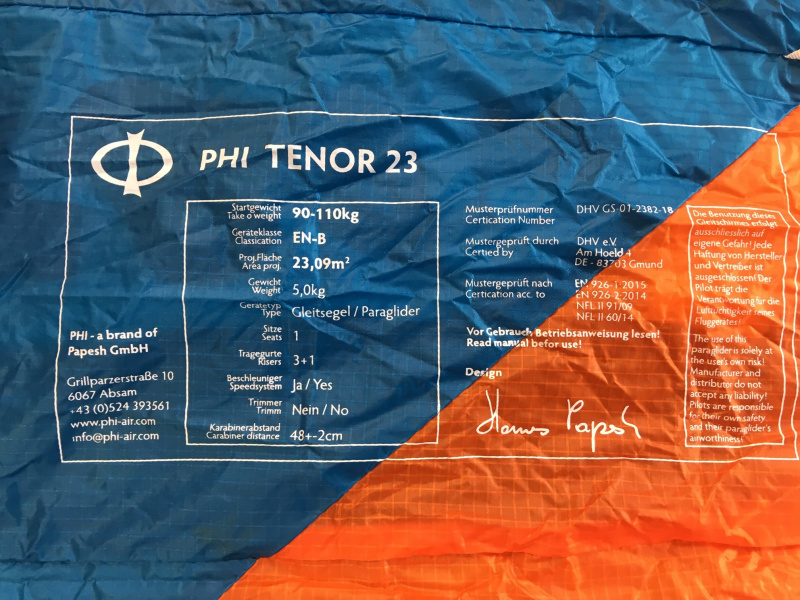 PHI TENOR 23
Startgewicht
Take o weight 90-110kg
Geräteklasse
Classication EN-B
Proj.Fläche
Area proj. 23,09m²
Gewicht
Weight 5,0kg
Gerätetyp
Type Gleitsegel / Paraglider
Sitze
Seats 1
Tragegurte
Risers 3+1
Beschleuniger
Speedsystem Ja / Yes
Trimmer
Trimm Nein / No
Karabinerabstand
Carabiner distance 48+-2cm
PHI - a brand of
Papesh GmbH
Grillparzerstraße 10
6067 Absam
+43 (0)524 393561
www.phi-air.com
info@phi-air.com
Musterprüfnummer DHV GS-01-2382-18
Certication Number
Mustergeprüft durch DHV e.V.
Certied by Am Hoeld 4
DE - 83703 Gmund
Mustergeprüft nach EN 926-1:2015
Certication acc. to EN 926-2:2014
NFL II 91/09
NFL II 60/14
Vor Gebrauch Betriebsanweisung lesen!
Read manual befor use!
Design
Hannes Papesh
Die Benutzung dieses
Gleitschirmes erfolgt
ausschliesslich auf
eigene Gefahr! Jede
Haftung von Hersteller
und Vertreiber ist
ausgeschlossen! Der
Pilot trägt die
Verantwortung für die
Lufttüchtigkeit seines
Fluggerätes!
The use of this
paraglider is solely at
the user's own risk!
Manufacturer and
distributor do not
accept any liability!
Pilots are responsible
for their own safety
and their paraglider's
airworthiness!